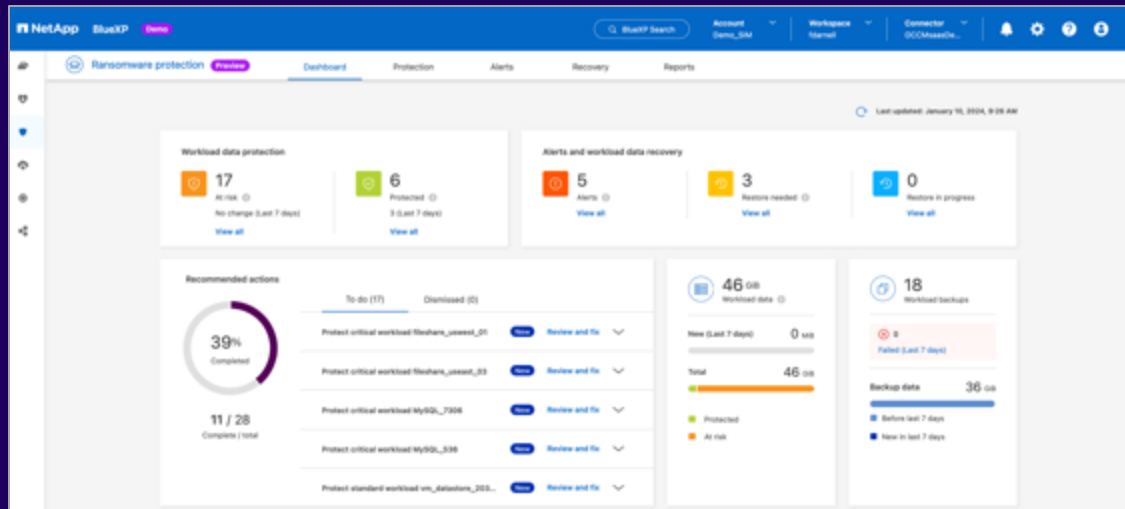 NetApp BlueXP Demo
BlueXP Search
Account
Demo_SIM
Workspace
fdarnell
Connector
Ransomware protection Preview
Dashboard Protection Alerts Recovery Reports
Last updated: January 10, 2024, 9:26 AM
Workload data protection
17
At risk
No change (Last 7 days)
View all
6
Protected
3 (Last 7 days)
View all
Alerts and workload data recovery
5
Alerts
View all
3
Restore needed
View all
0
Restore in progress
View all
Recommended actions
39%
Completed
11 / 28
Complete / total
To do (17) Dismissed (0)
Protect critical workload fileshare_uswest_01 New Review and fix
Protect critical workload fileshare_uswest_03 New Review and fix
Protect critical workload MySQL_7306 New Review and fix
Protect critical workload MySQL_536 New Review and fix
Protect standard workload vm_datastore_203... New Review and fix
46 GiB
Workload data
New (Last 7 days) 0 MiB
Total 46 GiB
Protected
At risk
18
Workload backups
0
Failed (Last 7 days)
Backup data 36 GiB
Before last 7 days
New in last 7 days